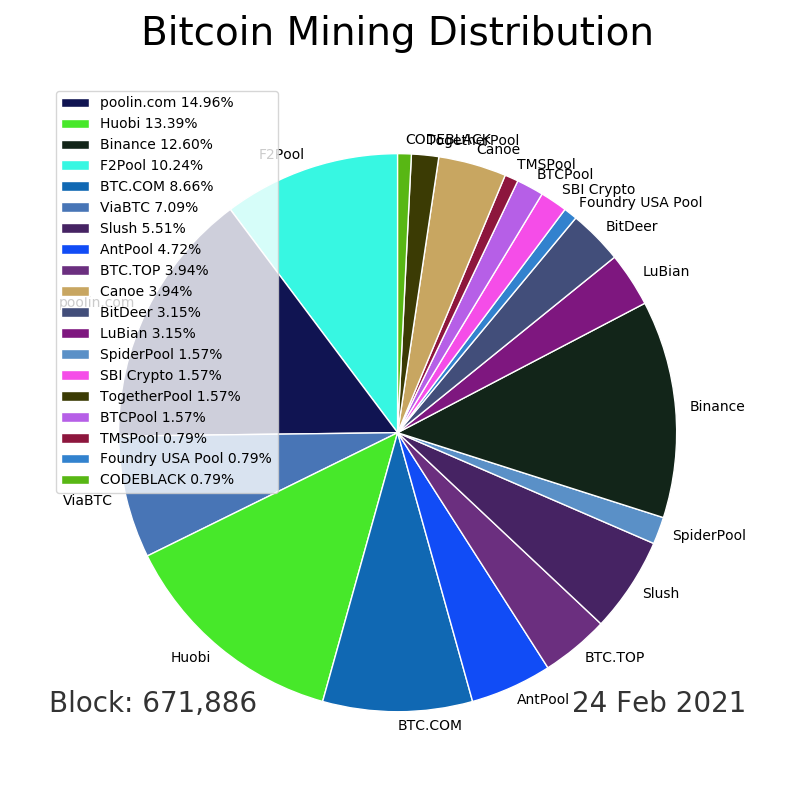 Bitcoin Mining Distribution
poolin.com 14.96%
Huobi 13.39%
Binance 12.60%
F2Pool 10.24%
BTC.COM 8.66%
ViaBTC 7.09%
Slush 5.51%
AntPool 4.72%
BTC.TOP 3.94%
Canoe 3.94%
BitDeer 3.15%
LuBian 3.15%
SpiderPool 1.57%
SBI Crypto 1.57%
TogetherPool 1.57%
BTCPool 1.57%
TMSPool 0.79%
Foundry USA Pool 0.79%
CODEBLACK 0.79%
F2Pool
poolin.com
ViaBTC
Huobi
BTC.COM
AntPool
BTC.TOP
Slush
SpiderPool
Binance
LuBian
BitDeer
Foundry USA Pool
SBI Crypto
BTCPool
TMSPool
Canoe
TogetherPool
CODEBLACK
Block: 671,886
24 Feb 2021